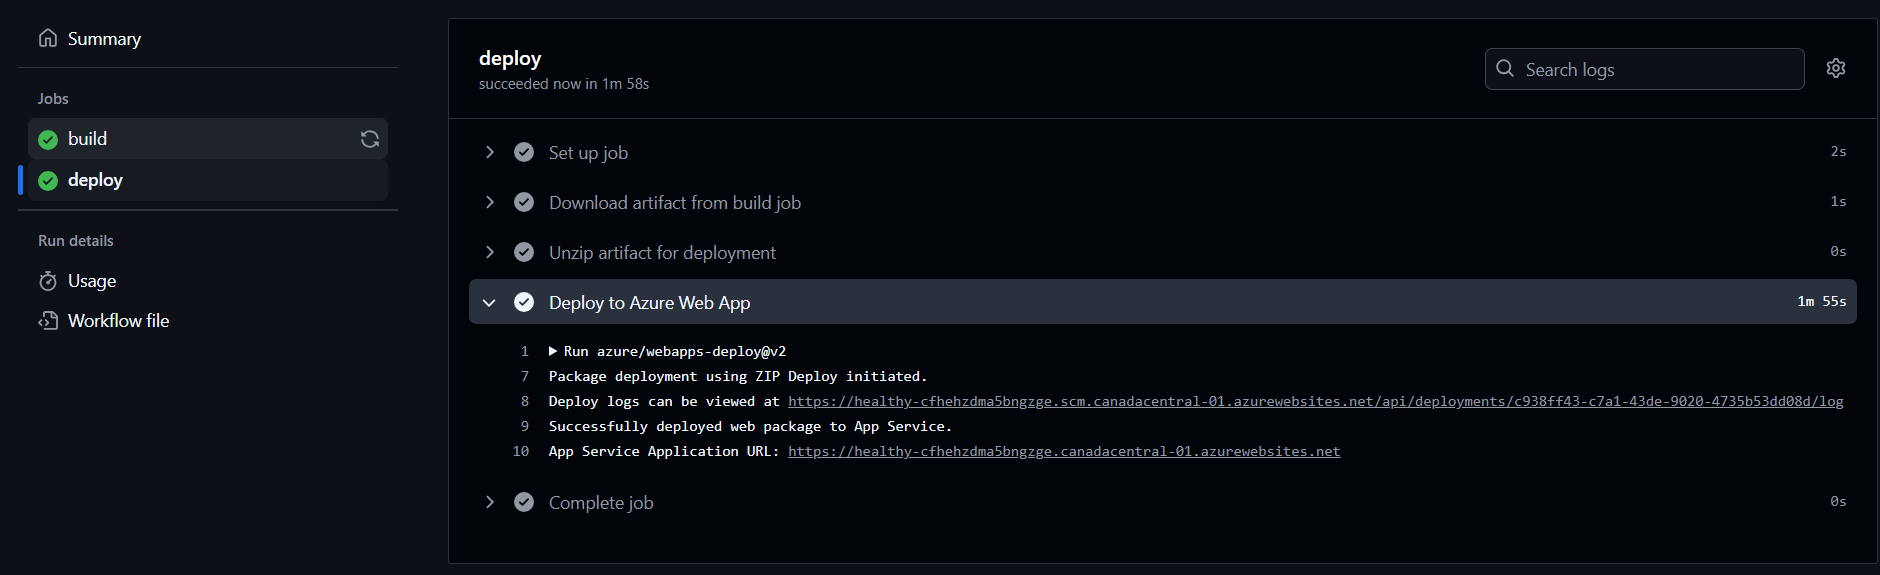 Summary
Jobs
build
deploy
Run details
Usage
Workflow file
deploy
succeeded now in 1m 58s
Search logs
Set up job 2s
Download artifact from build job 1s
Unzip artifact for deployment 0s
Deploy to Azure Web App 1m 55s
1 Run azure/webapps-deploy@v2
7 Package deployment using ZIP Deploy initiated.
8 Deploy logs can be viewed at https://healthy-cfhehzdma5bngzge.scm.canadacentral-01.azurewebsites.net/api/deployments/c938ff43-c7a1-43de-9020-4735b53dd08d/log
9 Successfully deployed web package to App Service.
10 App Service Application URL: https://healthy-cfhehzdma5bngzge.canadacentral-01.azurewebsites.net
Complete job 0s